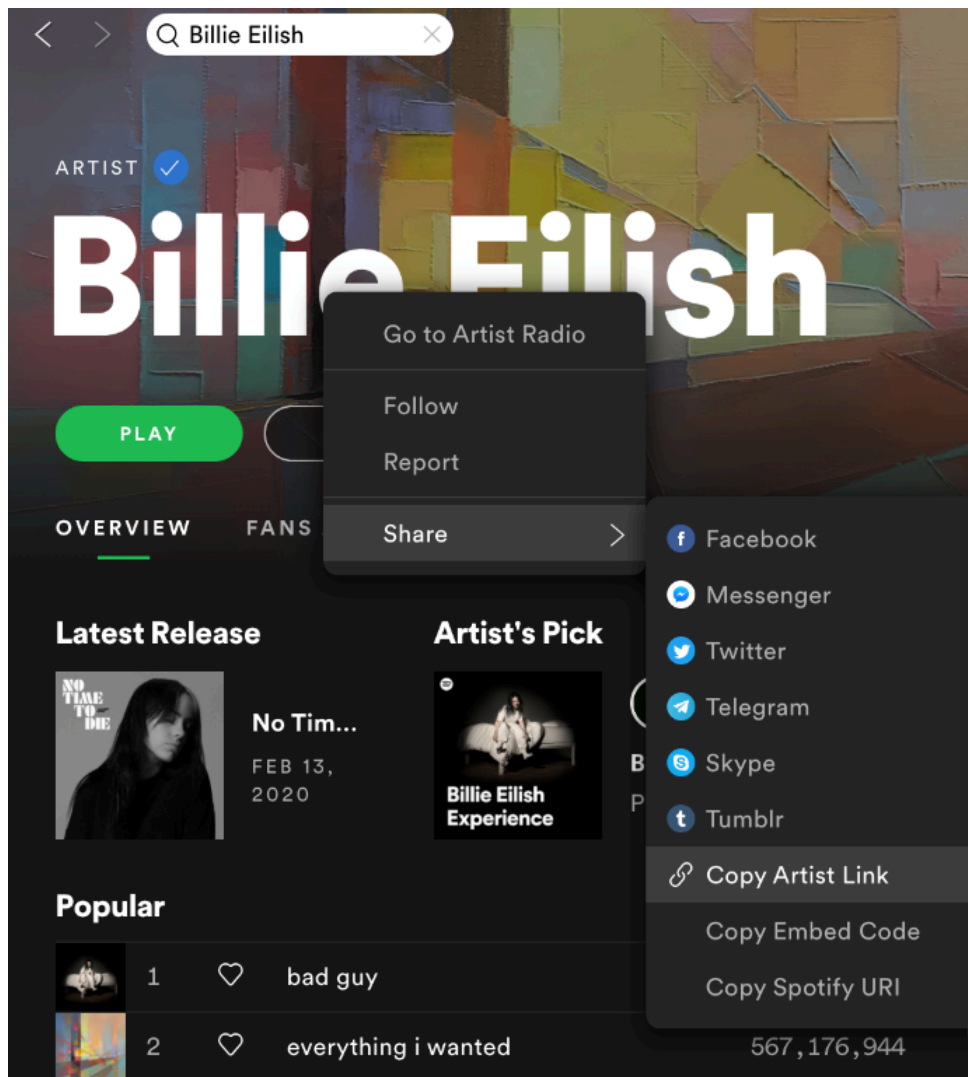 Billie Eilish
ARTIST
Billie Eilish
Go to Artist Radio
Follow
Report
Share
PLAY
OVERVIEW
FANS
Facebook
Messenger
Twitter
Telegram
Skype
Tumblr
Copy Artist Link
Copy Embed Code
Copy Spotify URI
Latest Release
NO
TIME
TO
DIE
No Tim...
FEB 13,
2020
Artist's Pick
Billie Eilish
Experience
B
P
Popular
1
bad guy
2
everything i wanted
567,176,944